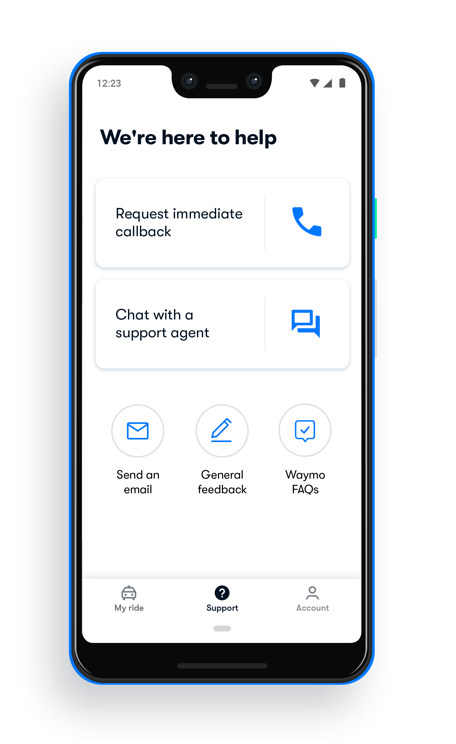 12:23
We're here to help
Request immediate
callback
Chat with a
support agent
Send an
email
General
feedback
Waymo
FAQs
My ride
Support
Account